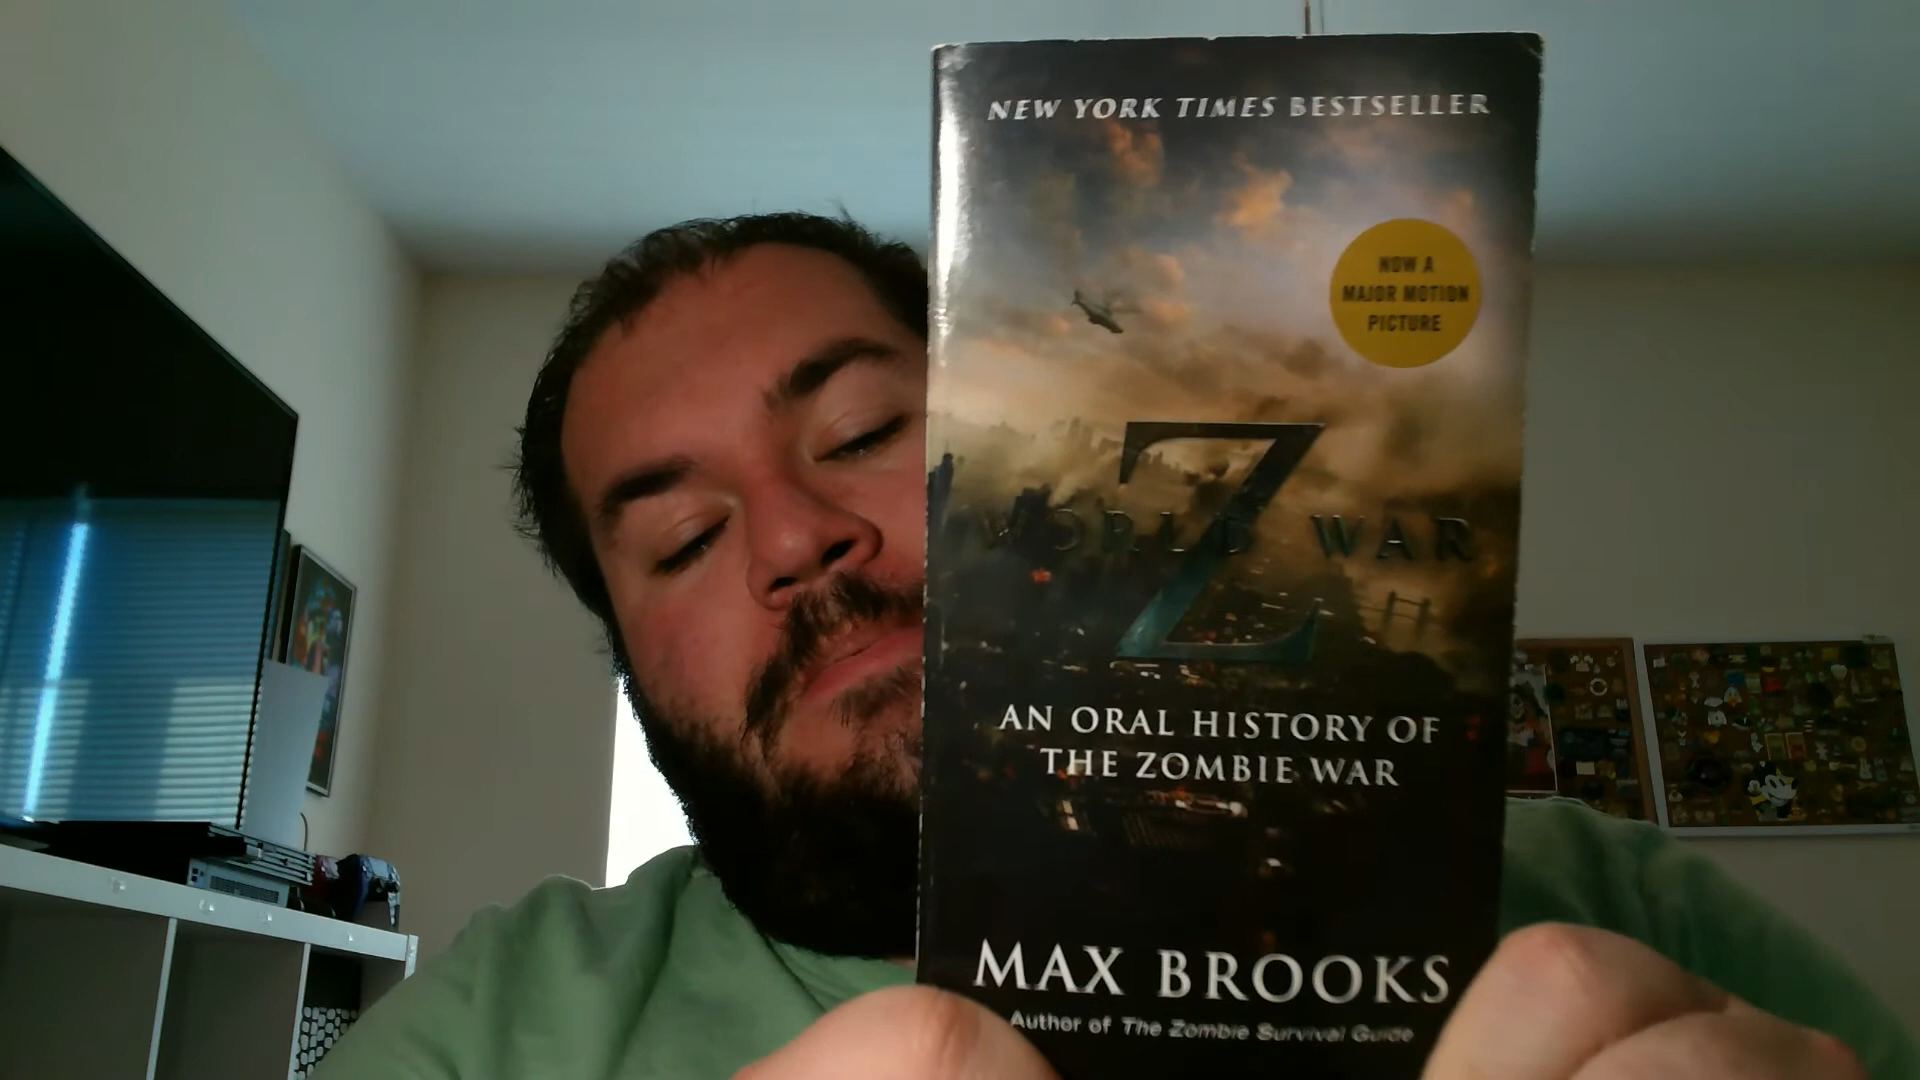 NEW YORK TIMES BESTSELLER
NOW A
MAJOR MOTION
PICTURE
WORLD WAR
Z
AN ORAL HISTORY OF
THE ZOMBIE WAR
MAX BROOKS
Author of The Zombie Survival Guide